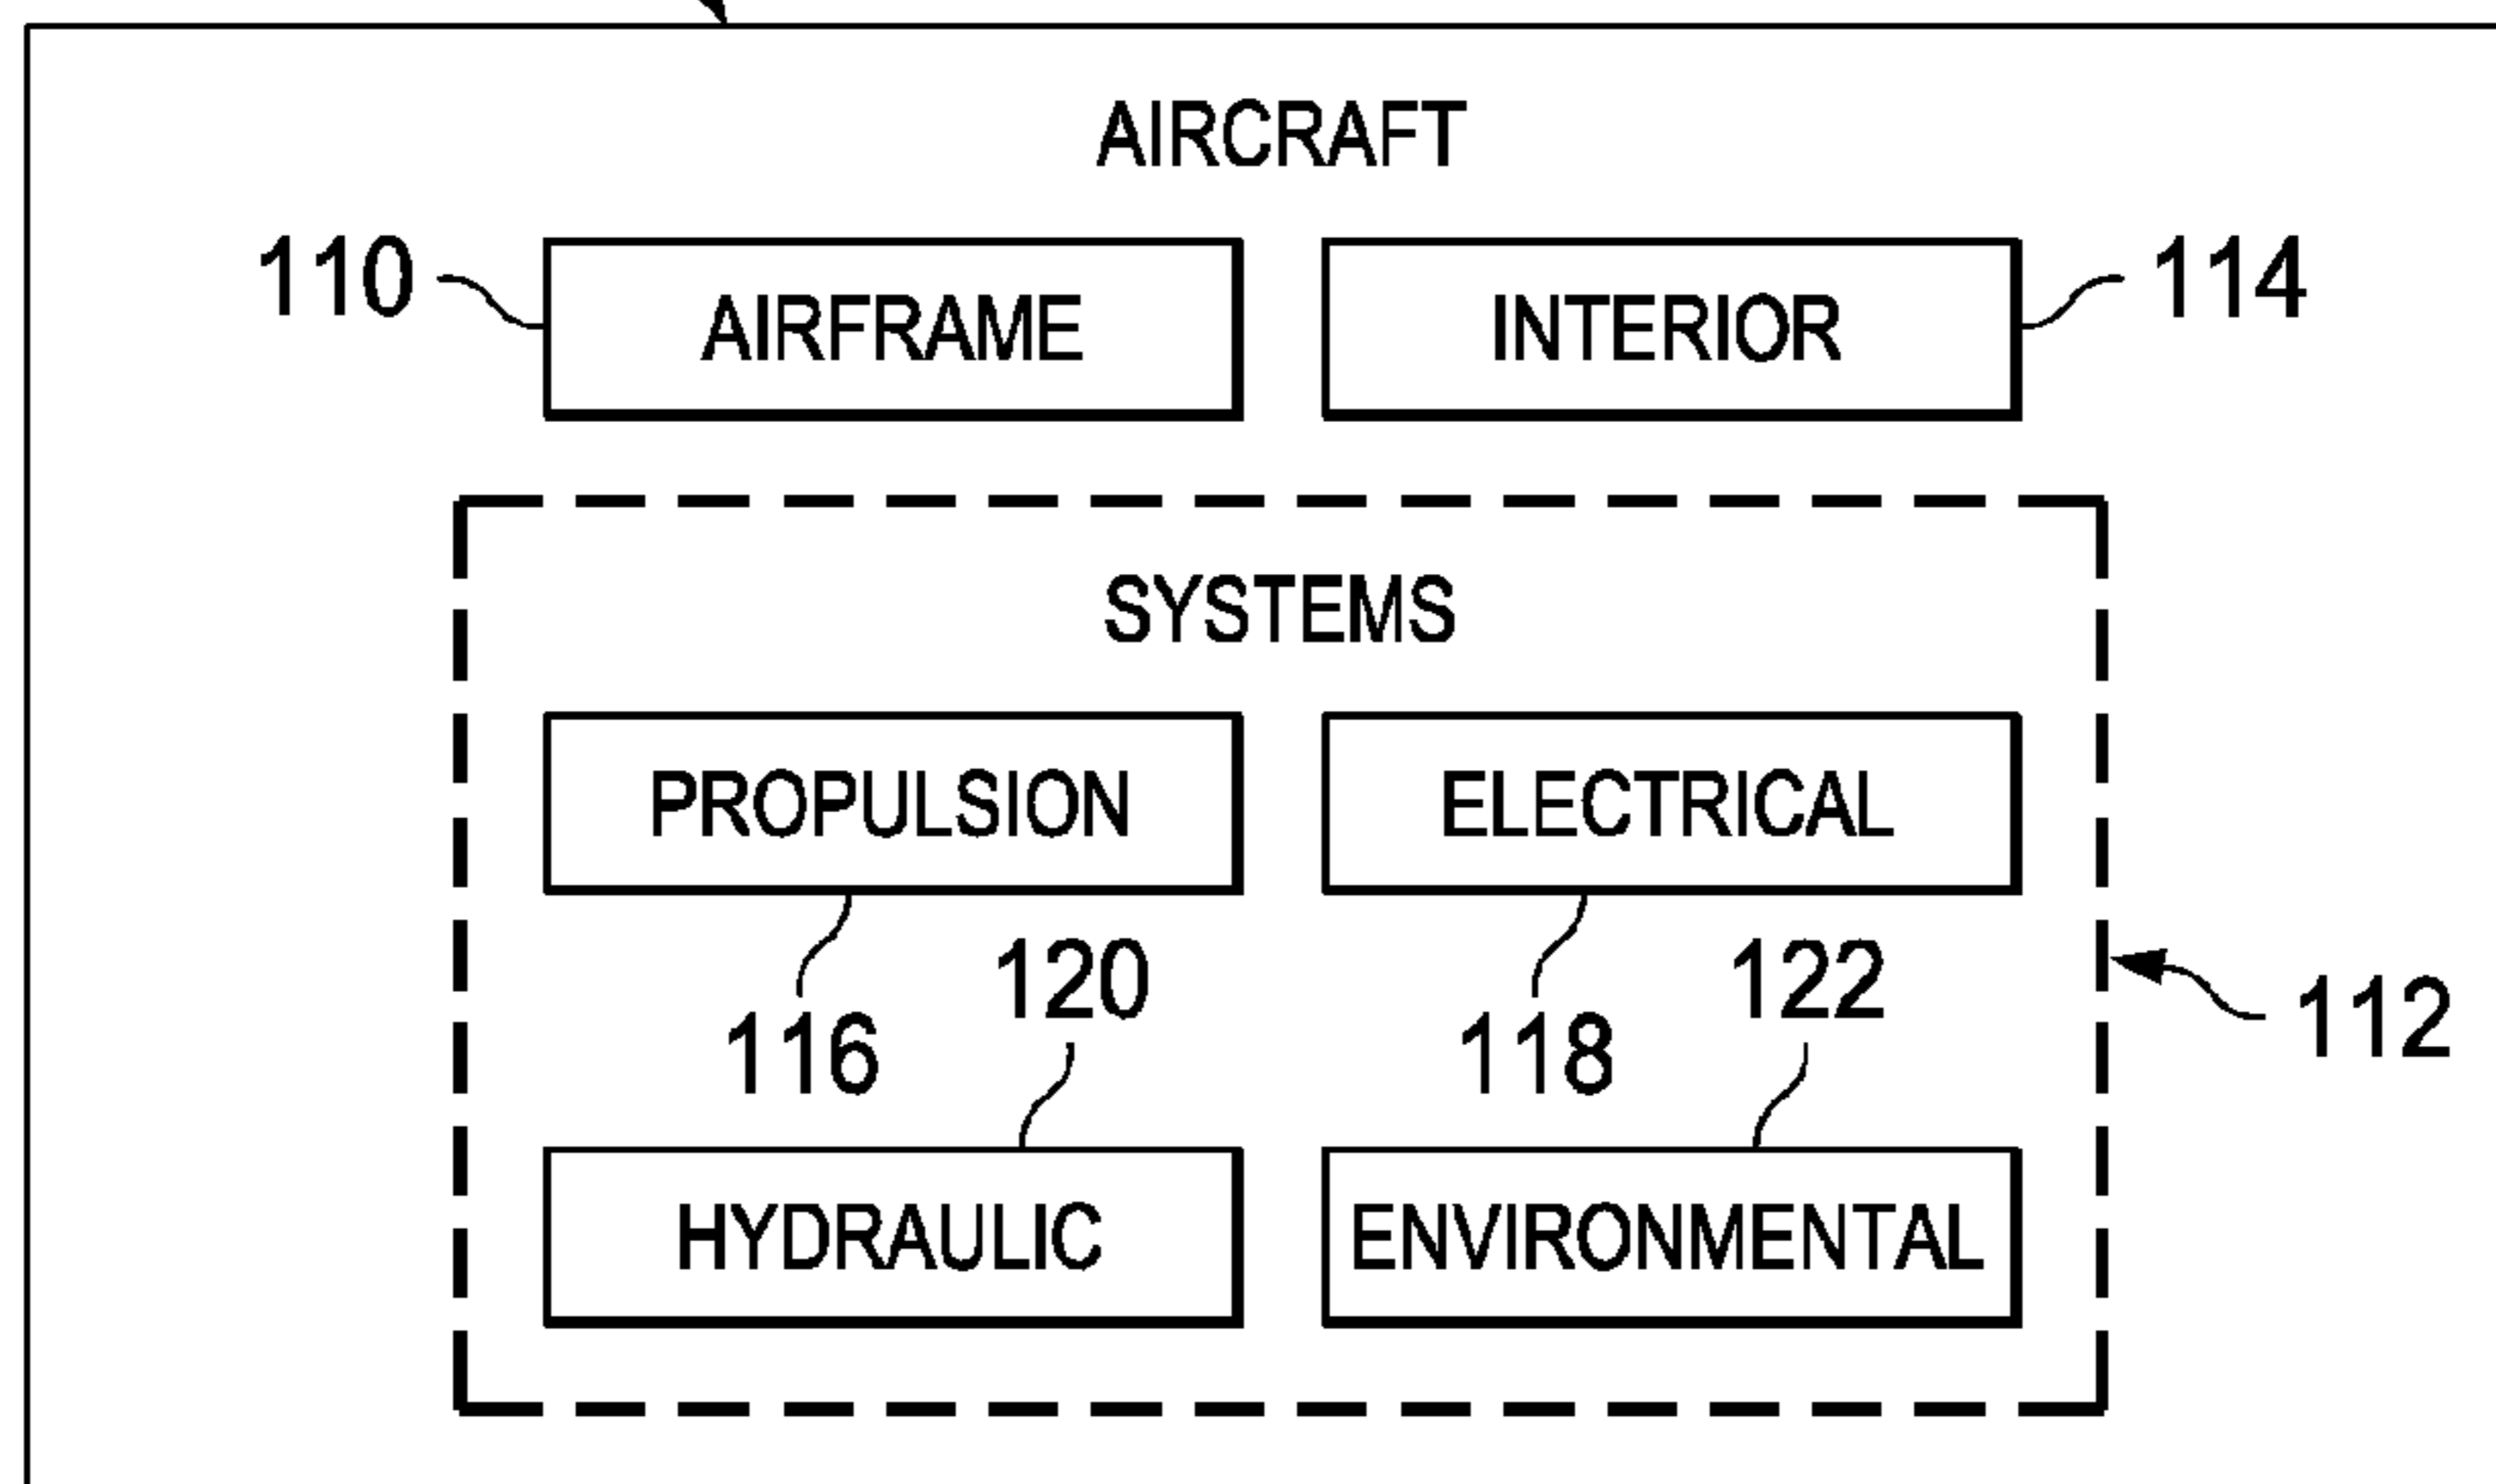 AIRCRAFT
110 AIRFRAME INTERIOR 114
SYSTEMS
PROPULSION ELECTRICAL
120 122
112
116 118
HYDRAULIC ENVIRONMENTAL